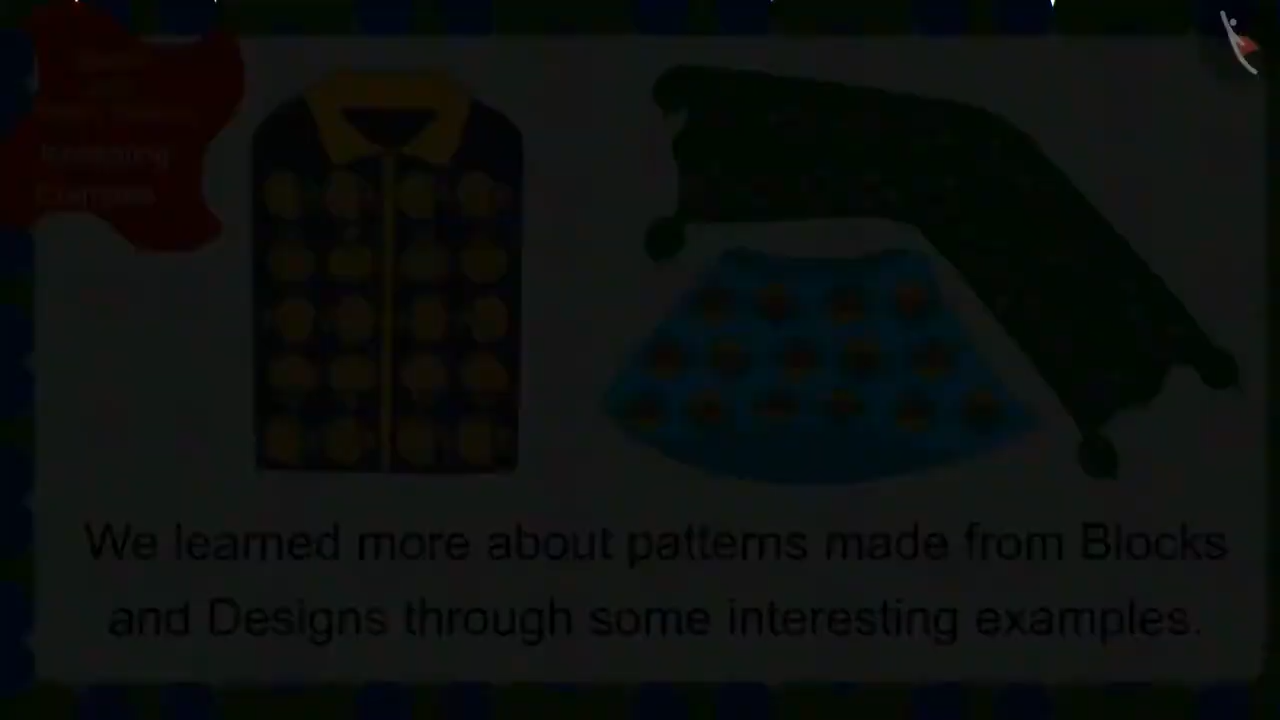 We learned more about patterns made from Blocks
and Designs through some interesting examples.